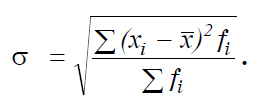 σ = √(∑(xᵢ − x̄)² fᵢ / ∑fᵢ) .